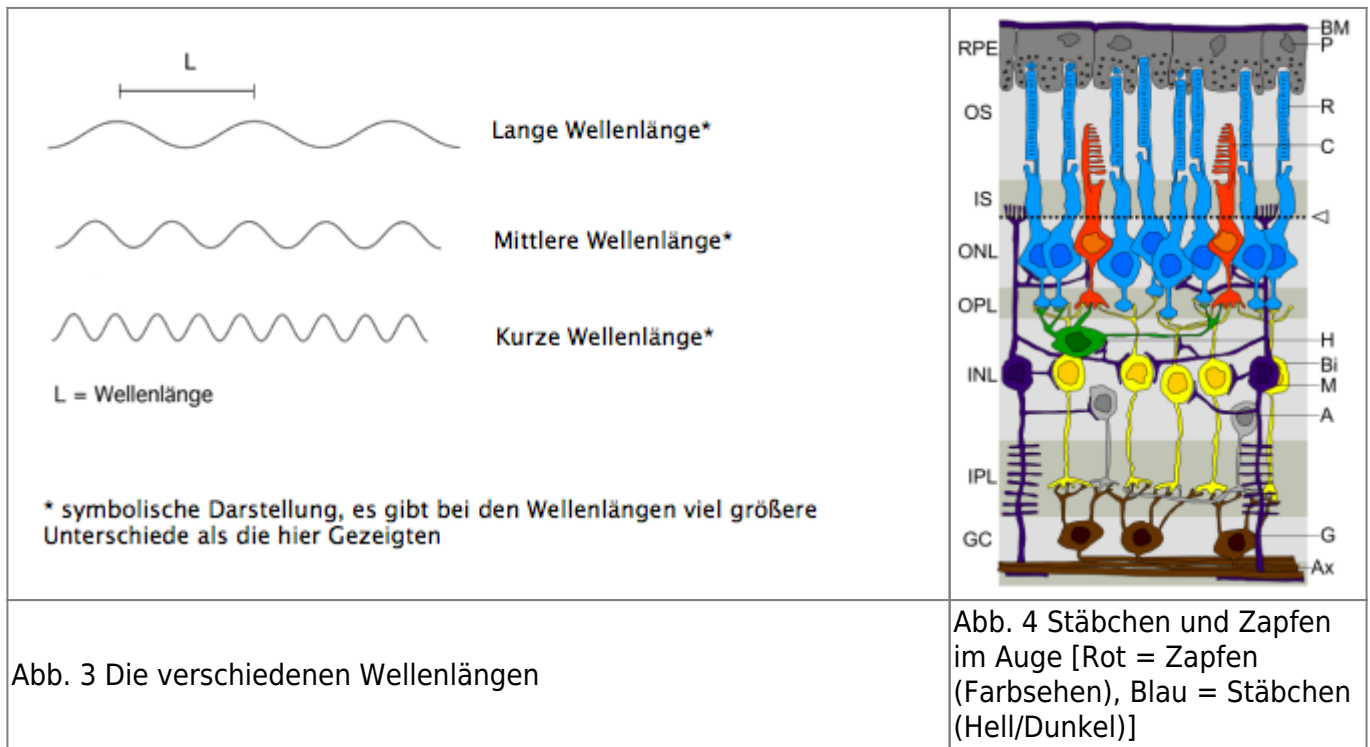 L
Lange Wellenlänge*
Mittlere Wellenlänge*
Kurze Wellenlänge*
L = Wellenlänge
* symbolische Darstellung, es gibt bei den Wellenlängen viel größere
Unterschiede als die hier Gezeigten
RPE
OS
IS
ONL
OPL
INL
IPL
GC
BM
P
R
C
H
Bi
M
A
G
Ax
Abb. 3 Die verschiedenen Wellenlängen
Abb. 4 Stäbchen und Zapfen
im Auge [Rot = Zapfen
(Farbsehen), Blau = Stäbchen
(Hell/Dunkel)]